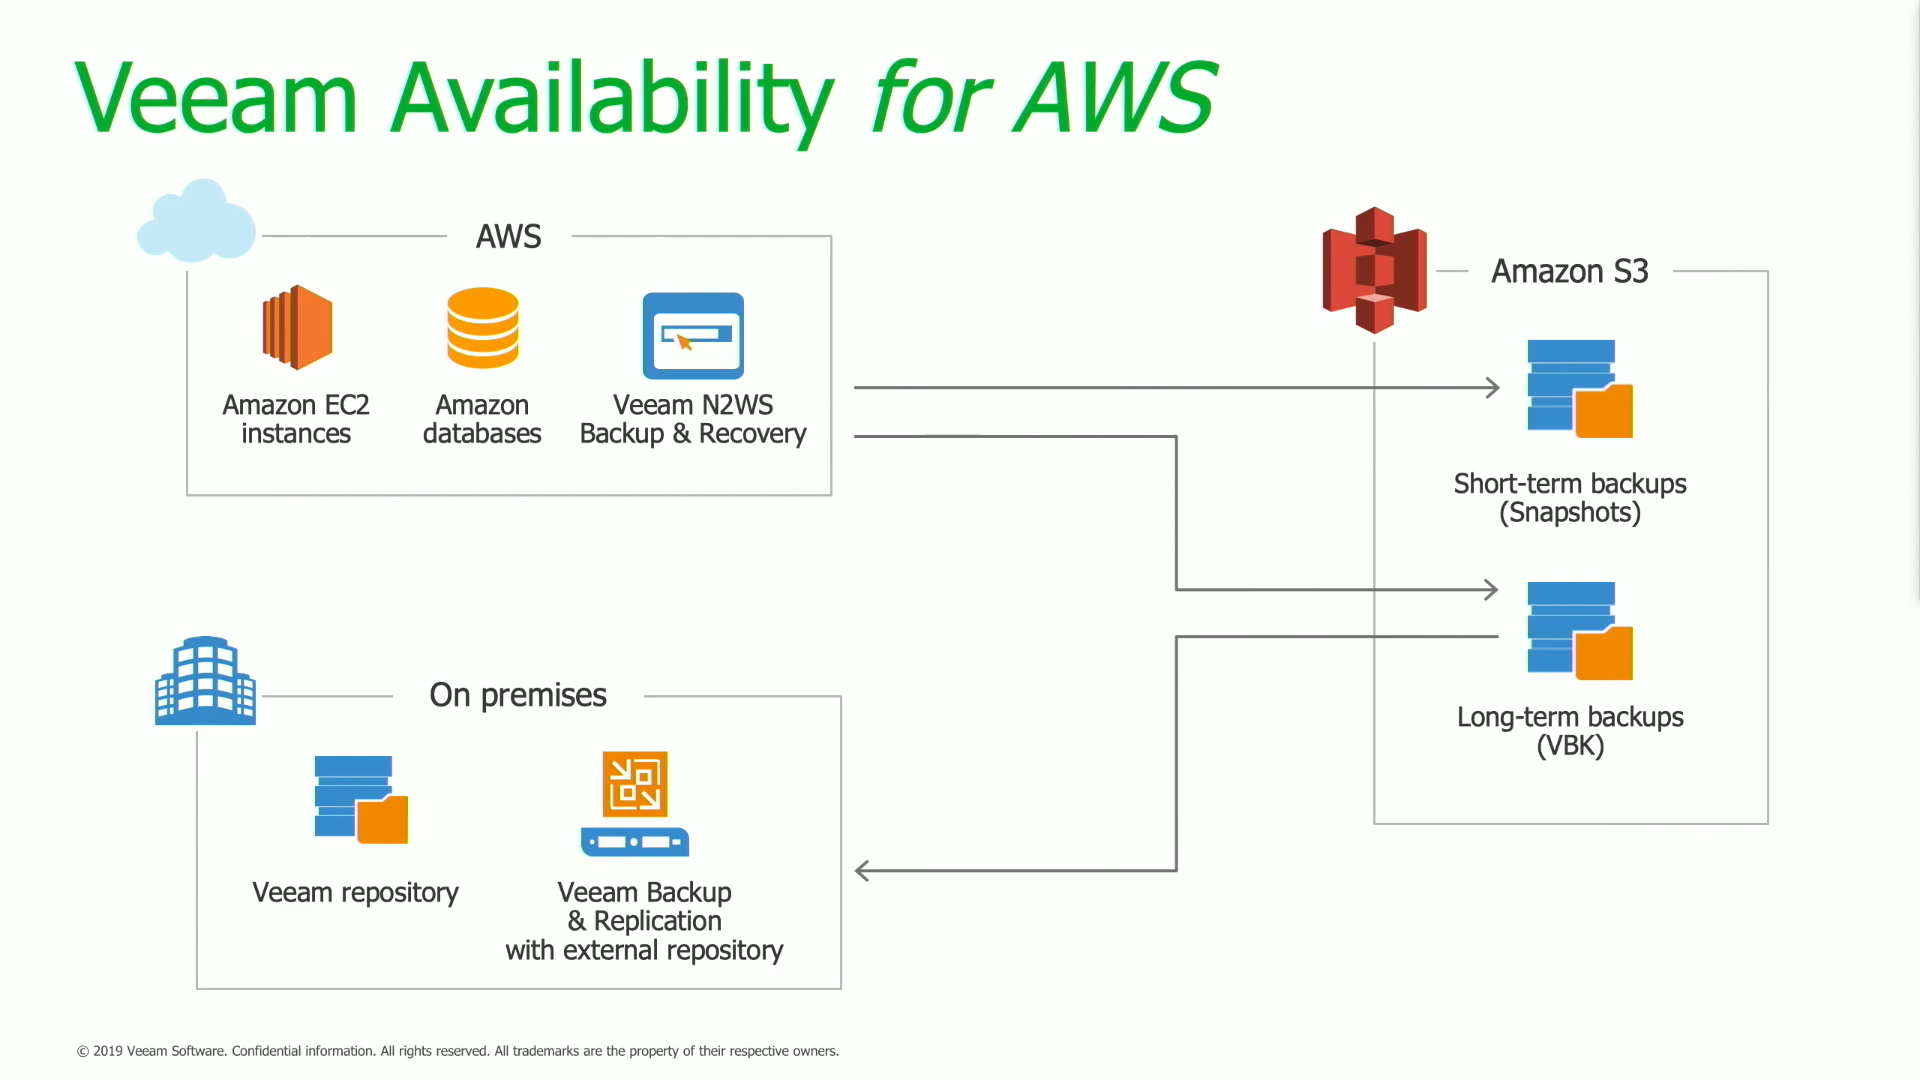 Veeam Availability for AWS
AWS
Amazon EC2
instances
Amazon
databases
Veeam N2WS
Backup & Recovery
Amazon S3
Short-term backups
(Snapshots)
Long-term backups
(VBK)
On premises
Veeam repository
Veeam Backup
& Replication
with external repository
© 2019 Veeam Software. Confidential information. All rights reserved. All trademarks are the property of their respective owners.